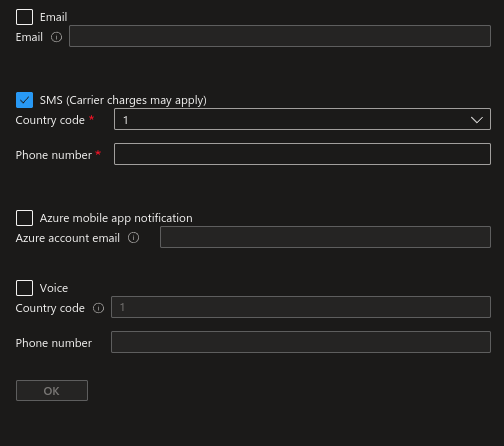 Email
Email
SMS (Carrier charges may apply)
Country code *
1
Phone number *
Azure mobile app notification
Azure account email
Voice
Country code
1
Phone number
OK